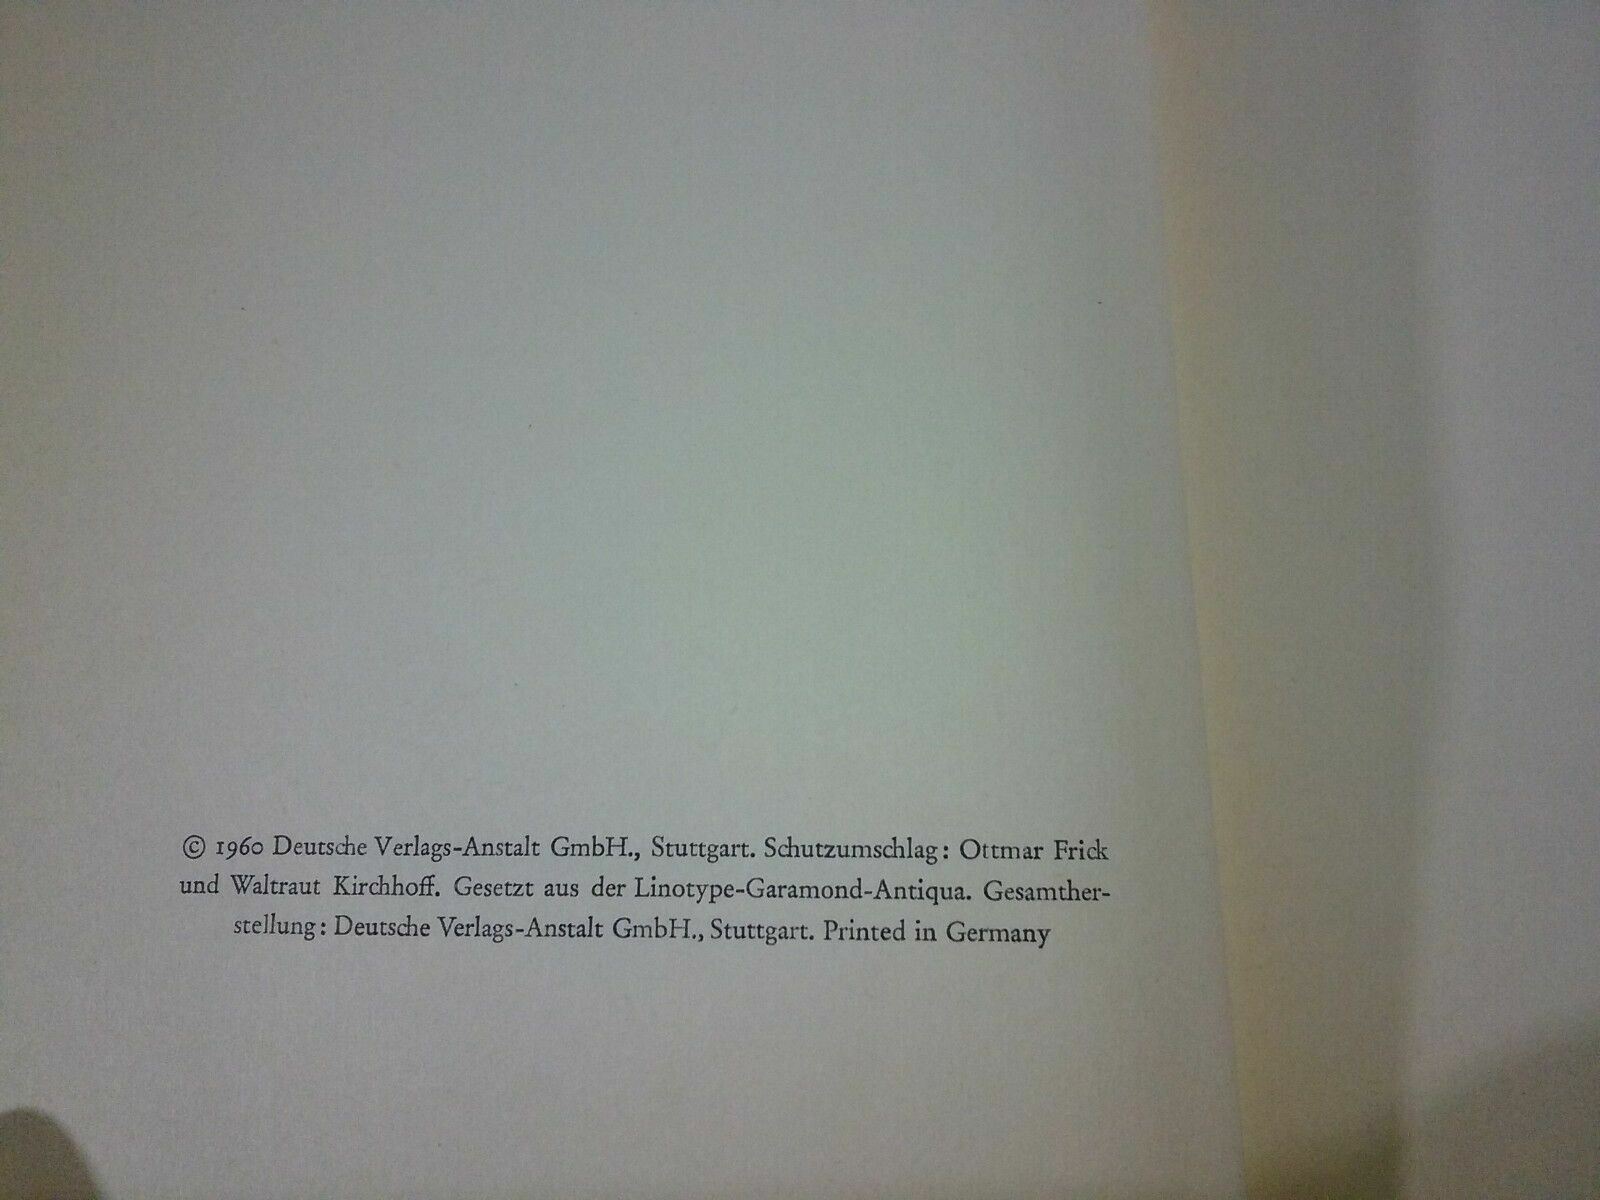 © 1960 Deutsche Verlags-Anstalt GmbH., Stuttgart. Schutzumschlag: Ottmar Frick
und Waltraut Kirchhoff. Gesetzt aus der Linotype-Garamond-Antiqua. Gesamther-
stellung: Deutsche Verlags-Anstalt GmbH., Stuttgart. Printed in Germany